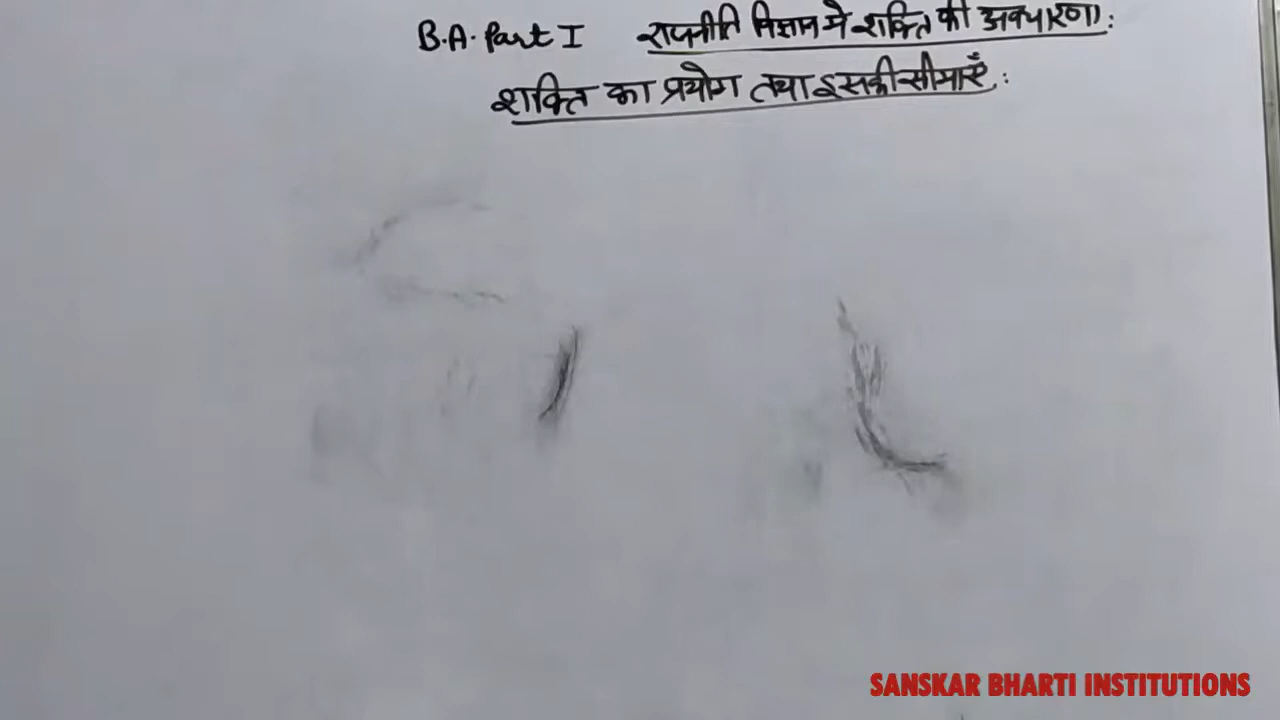 B.A. Part I राजनीति विज्ञान मे शक्ति की अवधारणा :
शक्ति का प्रयोग तथा इसकी सीमाएँ :
SANSKAR BHARTI INSTITUTIONS